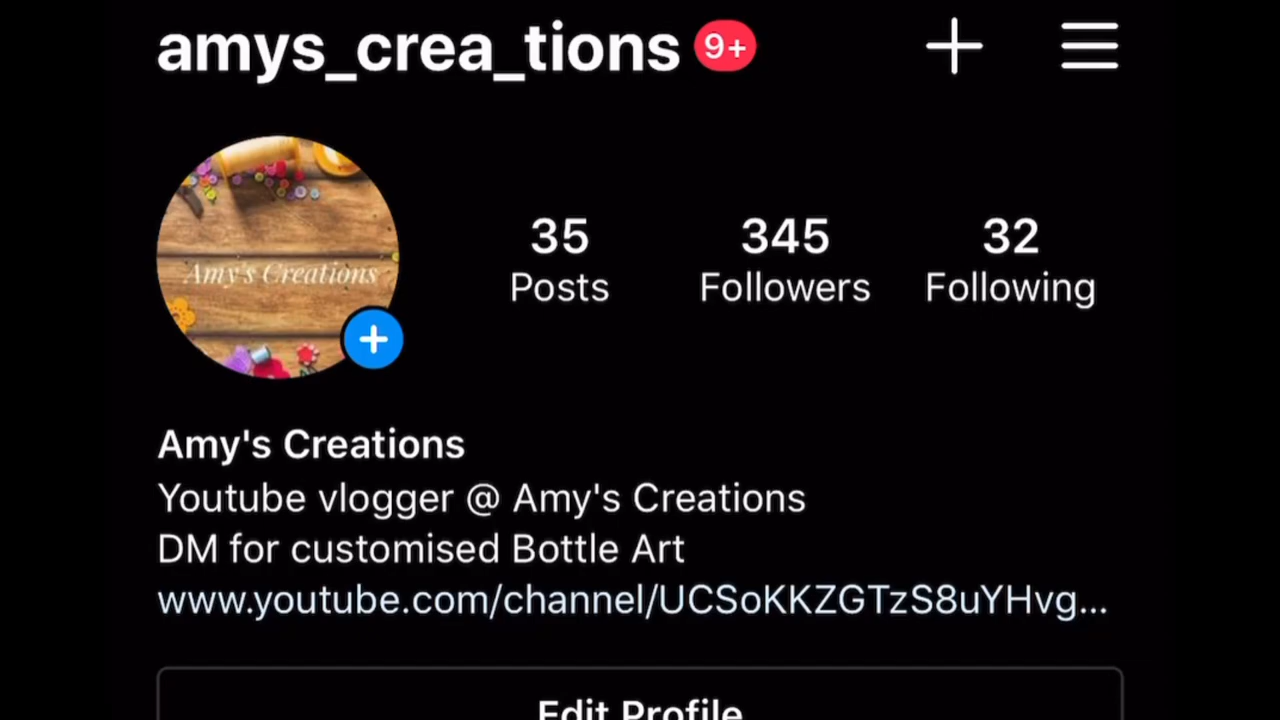 amys_crea_tions 9+
Amy's Creations
35 345 32
Posts Followers Following
Amy's Creations
Youtube vlogger @ Amy's Creations
DM for customised Bottle Art
www.youtube.com/channel/UCSoKKZGTzS8uYHvg...
Edit Profile